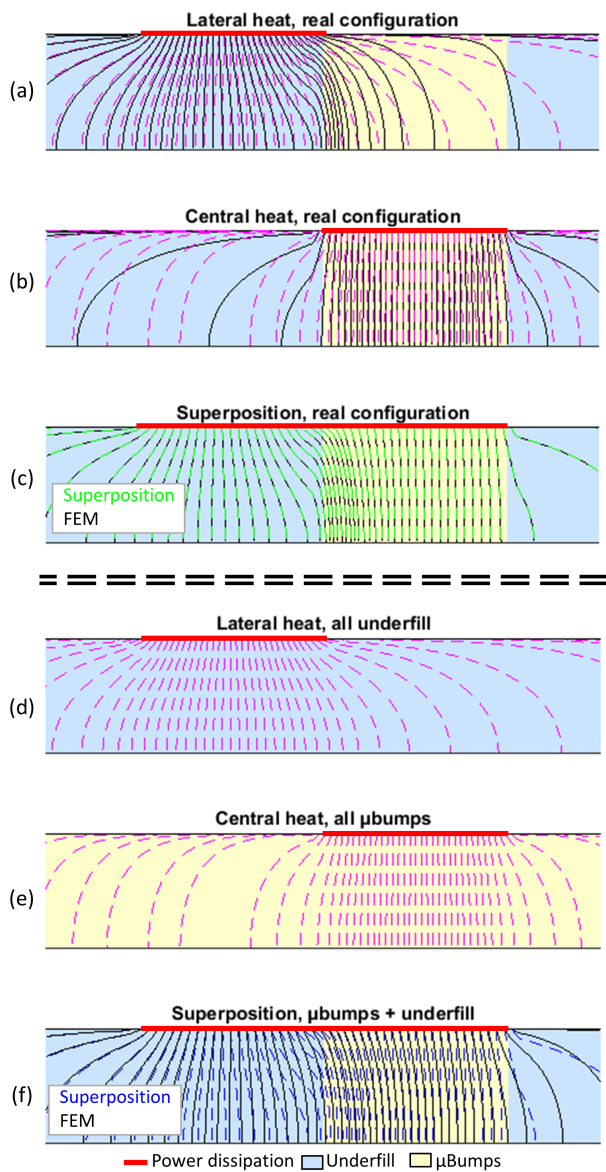 Lateral heat, real configuration
(a)
Central heat, real configuration
(b)
Superposition, real configuration
(c)
Superposition
FEM
Lateral heat, all underfill
(d)
Central heat, all µbumps
(e)
Superposition, µbumps + underfill
(f)
Superposition
FEM
Power dissipation Underfill µBumps